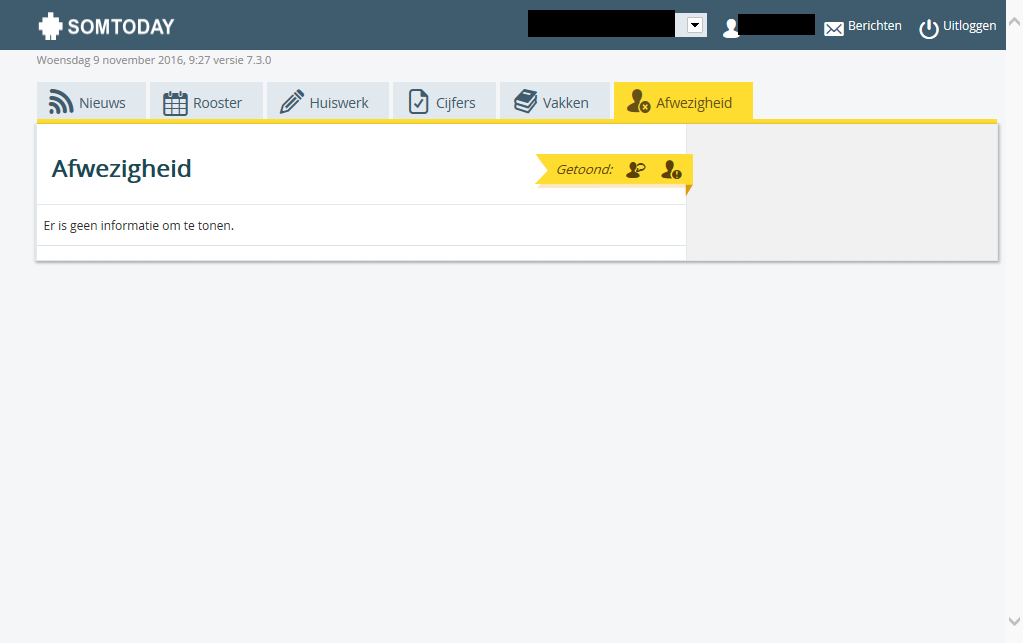 SOMTODAY
Berichten
Uitloggen
Woensdag 9 november 2016, 9:27 versie 7.3.0
Nieuws
Rooster
Huiswerk
Cijfers
Vakken
Afwezigheid
Afwezigheid
Getoond:
Er is geen informatie om te tonen.